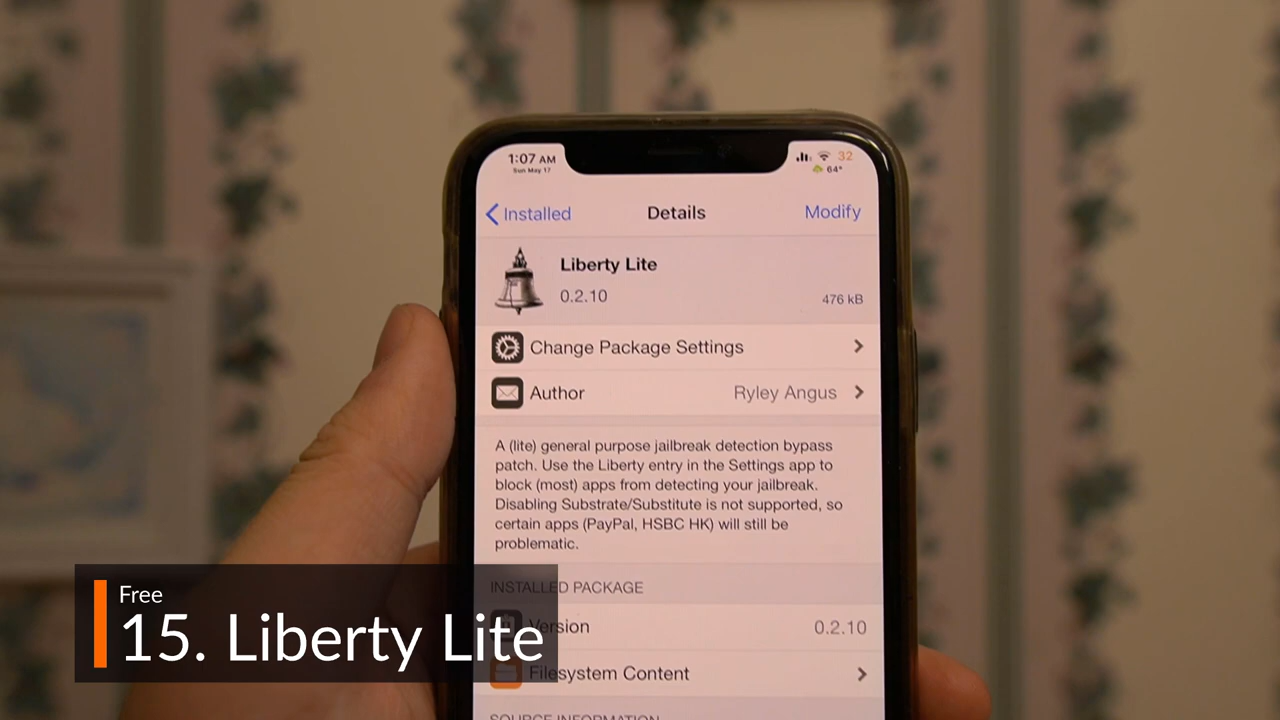 1:07 AM
Sun May 17
32
64°
Installed
Details
Modify
Liberty Lite
0.2.10
476 kB
Change Package Settings
Author
Ryley Angus
A (lite) general purpose jailbreak detection bypass
patch. Use the Liberty entry in the Settings app to
block (most) apps from detecting your jailbreak.
Disabling Substrate/Substitute is not supported, so
certain apps (PayPal, HSBC HK) will still be
problematic.
INSTALLED PACKAGE
Version
0.2.10
Filesystem Content
SOURCE INFORMATION
Free
15. Liberty Lite